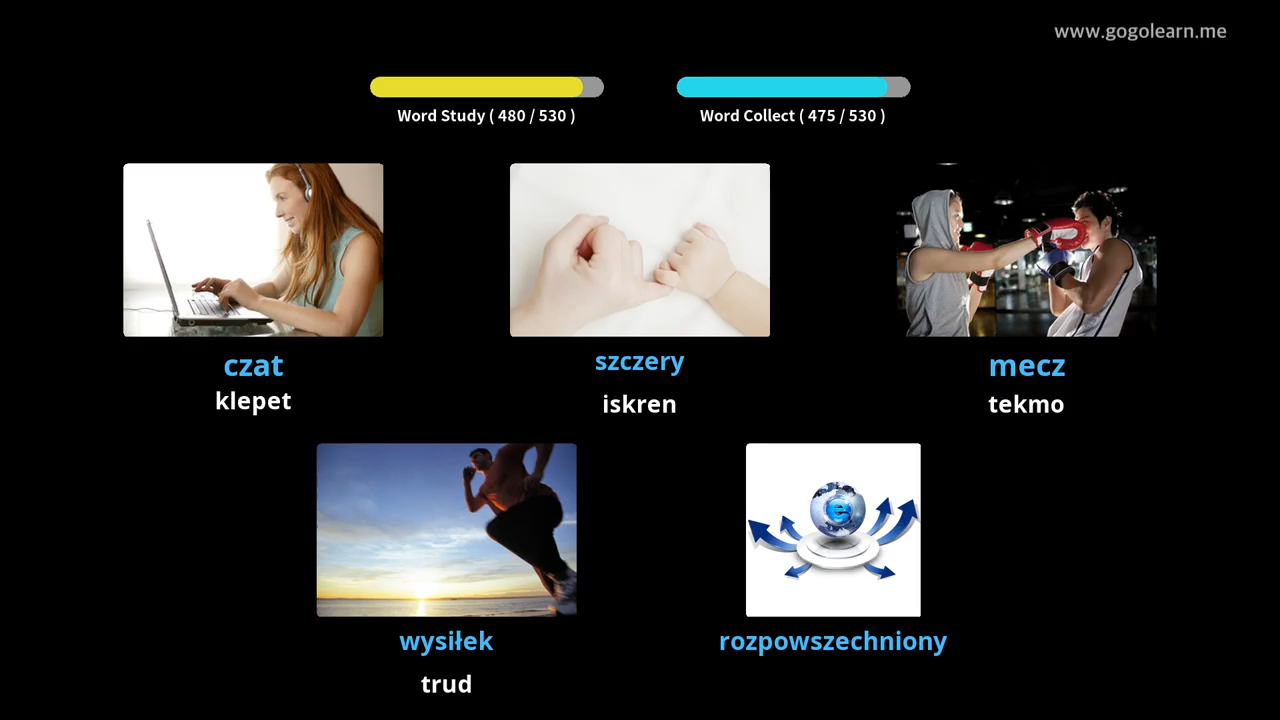 www.gogolearn.me
Word Study ( 480 / 530 )
Word Collect ( 475 / 530 )
czat
klepet
szczery
iskren
mecz
tekmo
wysiłek
trud
e
rozpowszechniony